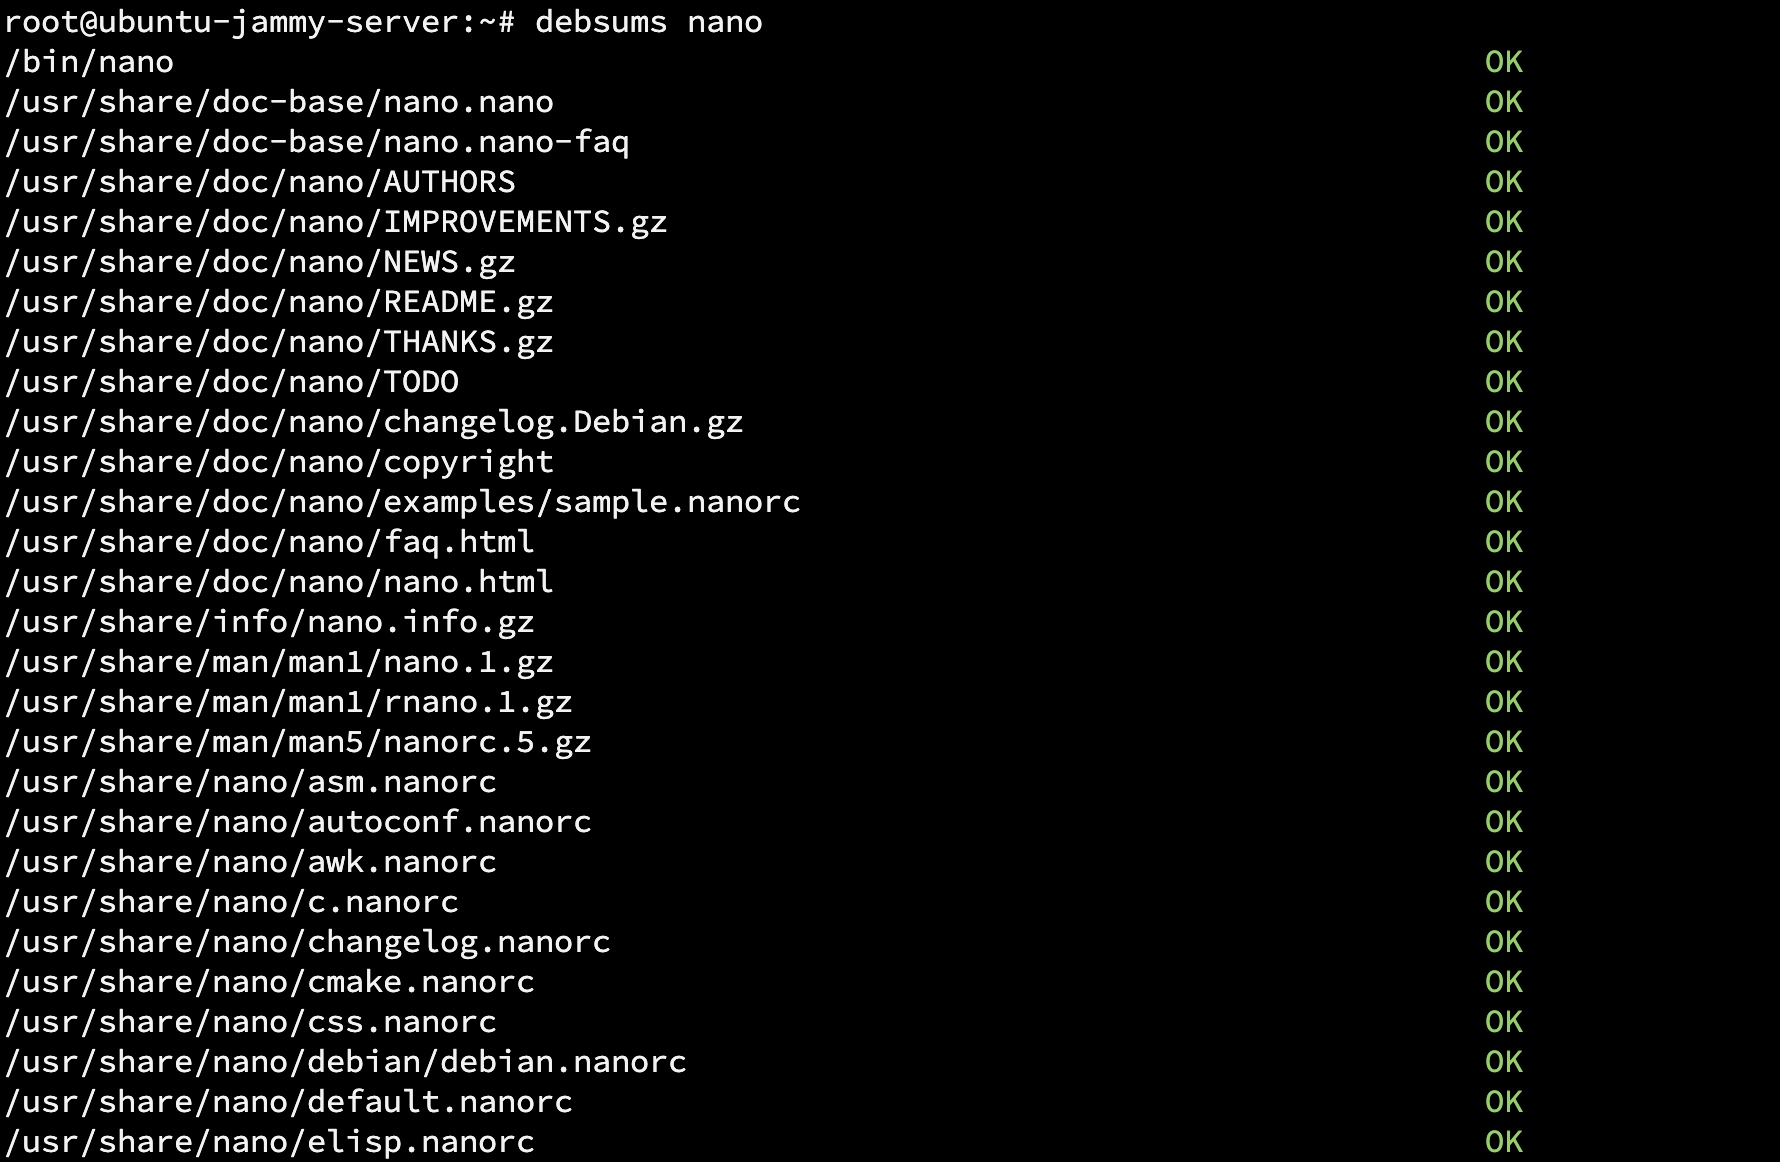 root@ubuntu-jammy-server:~# debsums nano
/bin/nano OK
/usr/share/doc-base/nano.nano OK
/usr/share/doc-base/nano.nano-faq OK
/usr/share/doc/nano/AUTHORS OK
/usr/share/doc/nano/IMPROVEMENTS.gz OK
/usr/share/doc/nano/NEWS.gz OK
/usr/share/doc/nano/README.gz OK
/usr/share/doc/nano/THANKS.gz OK
/usr/share/doc/nano/TODO OK
/usr/share/doc/nano/changelog.Debian.gz OK
/usr/share/doc/nano/copyright OK
/usr/share/doc/nano/examples/sample.nanorc OK
/usr/share/doc/nano/faq.html OK
/usr/share/doc/nano/nano.html OK
/usr/share/info/nano.info.gz OK
/usr/share/man/man1/nano.1.gz OK
/usr/share/man/man1/rnano.1.gz OK
/usr/share/man/man5/nanorc.5.gz OK
/usr/share/nano/asm.nanorc OK
/usr/share/nano/autoconf.nanorc OK
/usr/share/nano/awk.nanorc OK
/usr/share/nano/c.nanorc OK
/usr/share/nano/changelog.nanorc OK
/usr/share/nano/cmake.nanorc OK
/usr/share/nano/css.nanorc OK
/usr/share/nano/debian/debian.nanorc OK
/usr/share/nano/default.nanorc OK
/usr/share/nano/elisp.nanorc OK